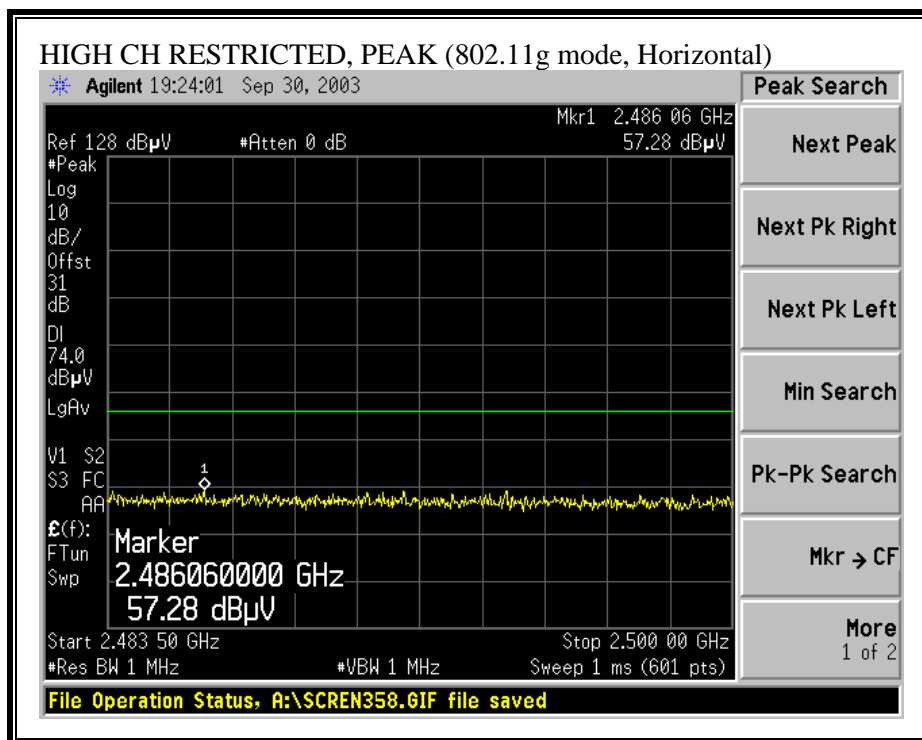 HIGH CH RESTRICTED, PEAK (802.11g mode, Horizontal)
Agilent 19:24:01 Sep 30, 2003
Peak Search
Mkr1 2.486 06 GHz
Ref 128 dBµV #Atten 0 dB 57.28 dBµV
#Peak
Log
10
dB/
Offst
31
dB
DI
74.0
dBµV
LgAv
V1 S2
S3 FC
AA
£(f):
FTun
Swp
1
Marker
2.486060000 GHz
57.28 dBµV
Start 2.483 50 GHz Stop 2.500 00 GHz
#Res BW 1 MHz #VBW 1 MHz Sweep 1 ms (601 pts)
Next Peak
Next Pk Right
Next Pk Left
Min Search
Pk-Pk Search
Mkr → CF
More
1 of 2
File Operation Status, A:\SCREN358.GIF file saved